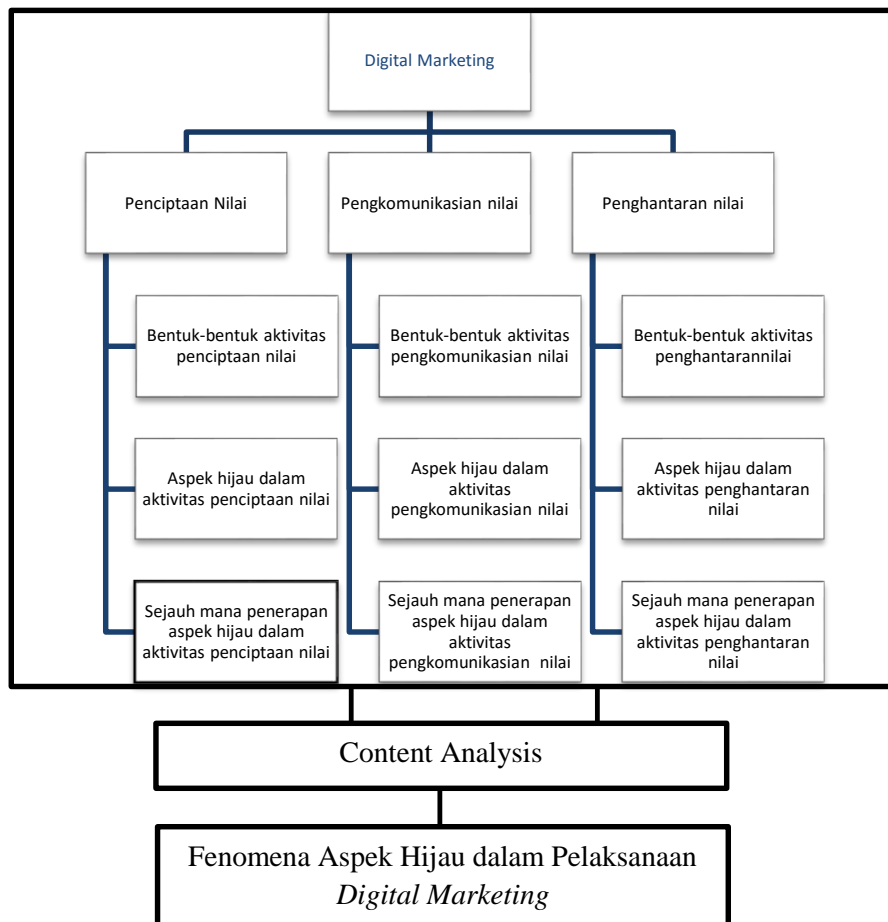 Digital Marketing
Penciptaan Nilai
Pengkomunikasian nilai
Penghantaran nilai
Bentuk-bentuk aktivitas
penciptaan nilai
Bentuk-bentuk aktivitas
pengkomunikasian nilai
Bentuk-bentuk aktivitas
penghantarannilai
Aspek hijau dalam
aktivitas penciptaan nilai
Aspek hijau dalam
aktivitas
pengkomunikasian nilai
Aspek hijau dalam
aktivitas penghantaran
nilai
Sejauh mana penerapan
aspek hijau dalam
aktivitas penciptaan nilai
Sejauh mana penerapan
aspek hijau dalam
aktivitas
pengkomunikasian nilai
Sejauh mana penerapan
aspek hijau dalam
aktivitas penghantaran
nilai
Content Analysis
Fenomena Aspek Hijau dalam Pelaksanaan
Digital Marketing